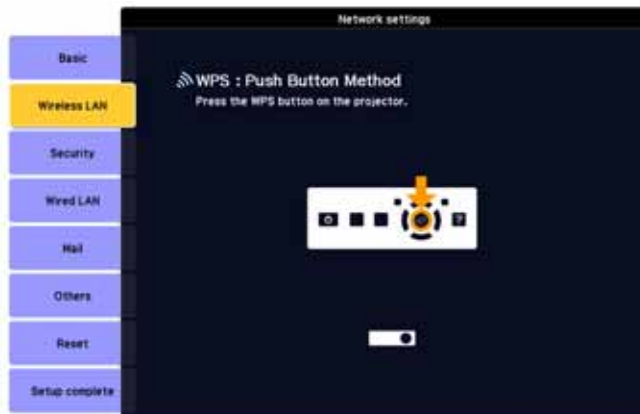 Network settings
Basic
Wireless LAN
Security
Wired LAN
Mail
Others
Reset
Setup complete
WPS : Push Button Method
Press the WPS button on the projector.
?